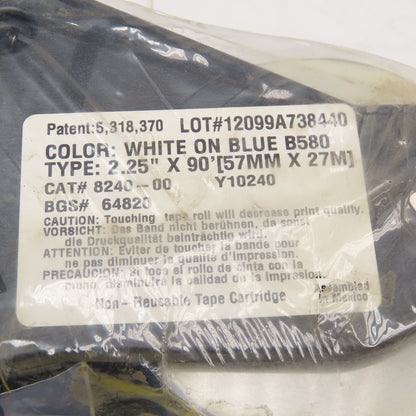 Patent:5,318,370 LOT#12099A738440
COLOR: WHITE ON BLUE B580
TYPE: 2.25" X 90'[57MM X 27M]
CAT# 8240-00 Y10240
BGS# 64820
CAUTION: Touching tape roll will decrease print quality.
VORSICHT: Das Band nicht berühren, da sonst
die Druckqualität beinträchtig wird.
ATTENTION: Eviter de toucher la bande pour
ne pas diminuer la qualité d'impression.
PRECAUCION: Si toca el rollo de cinta con la
mano, disminuira la calidad de la impresión.
Non-Reusable Tape Cartridge
Assembled
in Mexico